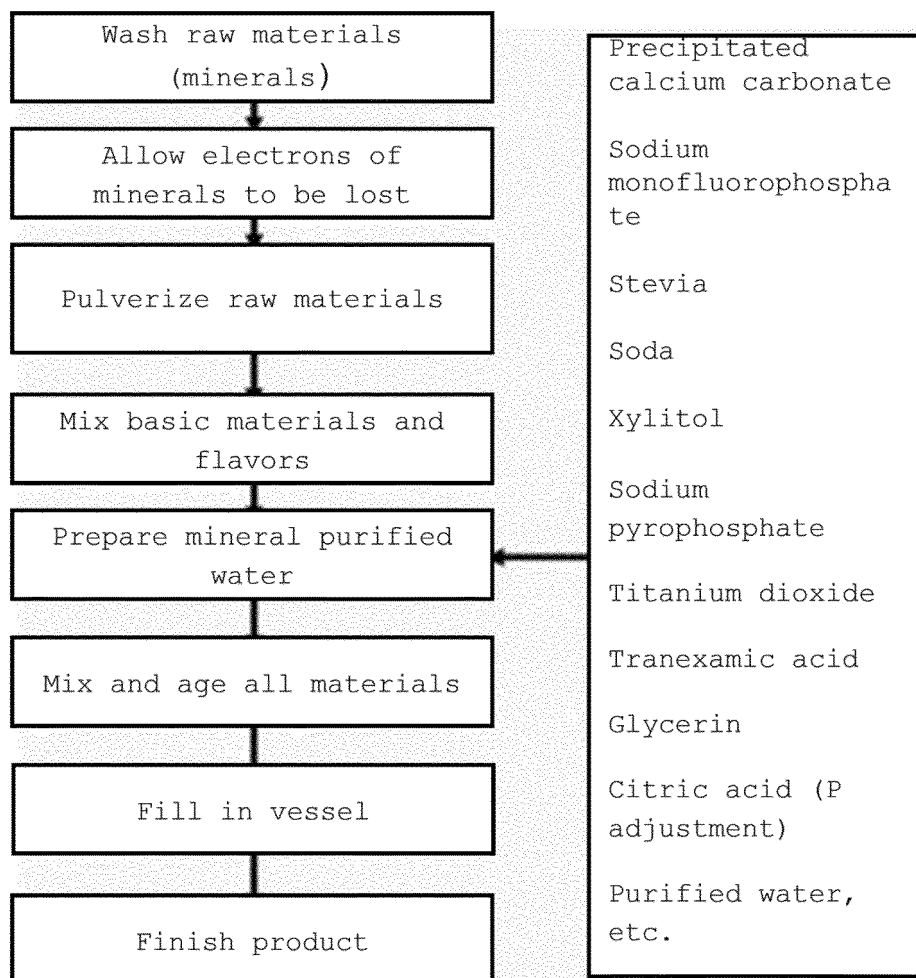 Wash raw materials
(minerals)
Allow electrons of
minerals to be lost
Pulverize raw materials
Mix basic materials and
flavors
Prepare mineral purified
water
Mix and age all materials
Fill in vessel
Finish product
Precipitated
calcium carbonate
Sodium
monofluorophospha
te
Stevia
Soda
Xylitol
Sodium
pyrophosphate
Titanium dioxide
Tranexamic acid
Glycerin
Citric acid (P
adjustment)
Purified water,
etc.